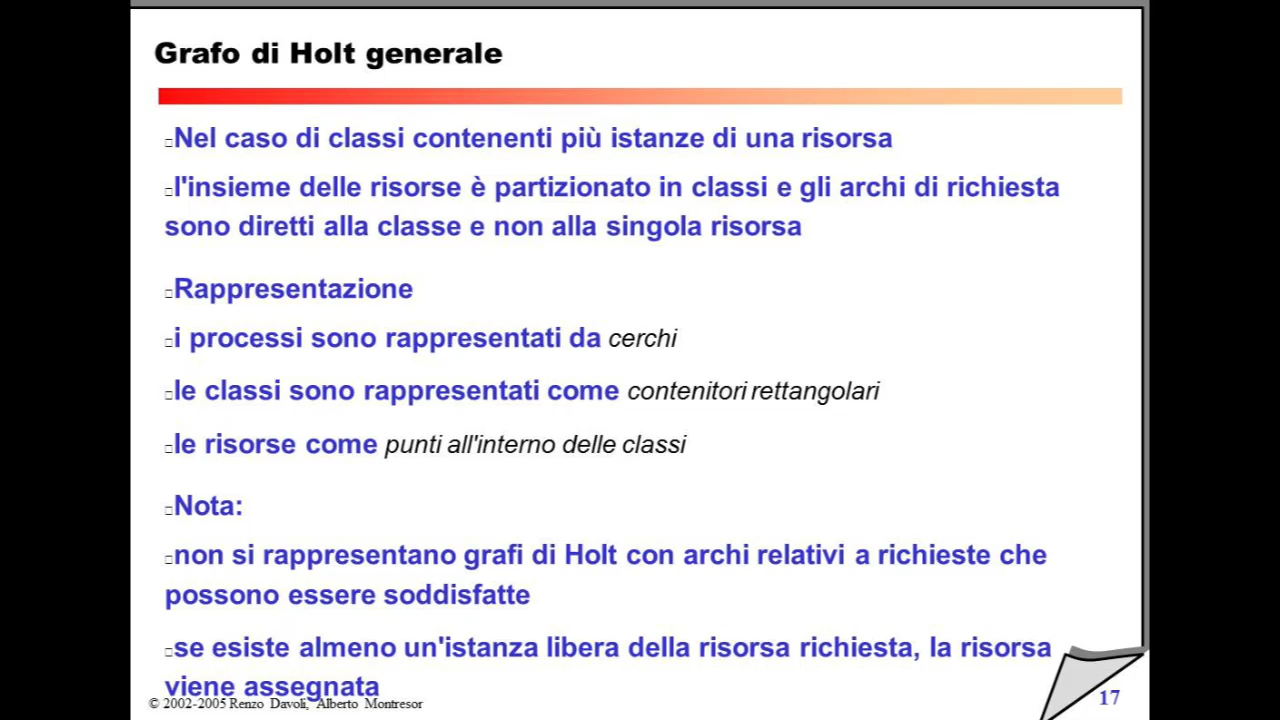 Grafo di Holt generale
Nel caso di classi contenenti più istanze di una risorsa
l'insieme delle risorse è partizionato in classi e gli archi di richiesta
sono diretti alla classe e non alla singola risorsa
Rappresentazione
i processi sono rappresentati da cerchi
le classi sono rappresentati come contenitori rettangolari
le risorse come punti all'interno delle classi
Nota:
non si rappresentano grafi di Holt con archi relativi a richieste che
possono essere soddisfatte
se esiste almeno un'istanza libera della risorsa richiesta, la risorsa
viene assegnata
© 2002-2005 Renzo Davoli, Alberto Montresor
17